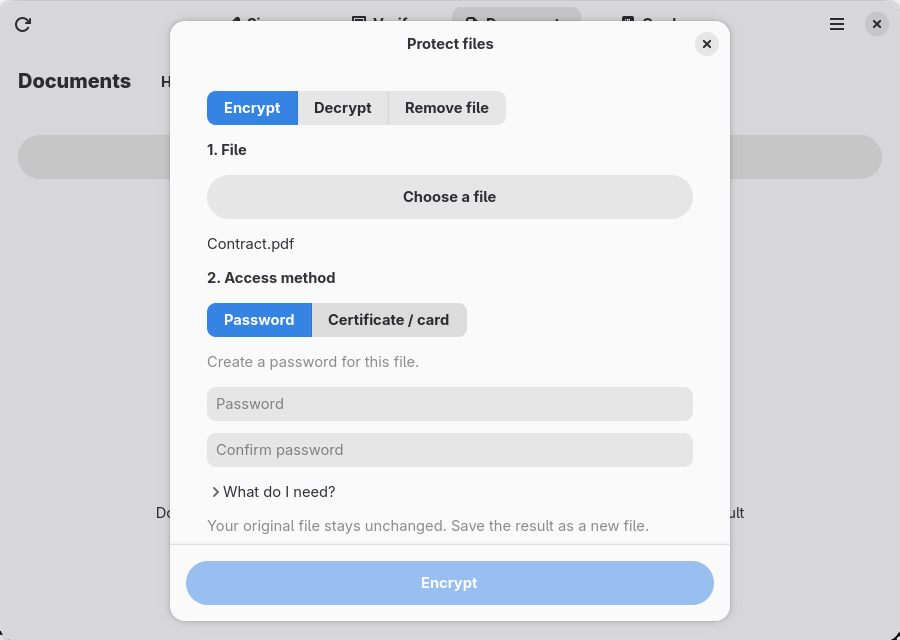 Protect files
Documents
Encrypt Decrypt Remove file
1. File
Choose a file
Contract.pdf
2. Access method
Password Certificate / card
Create a password for this file.
Password
Confirm password
What do I need?
Your original file stays unchanged. Save the result as a new file.
Encrypt